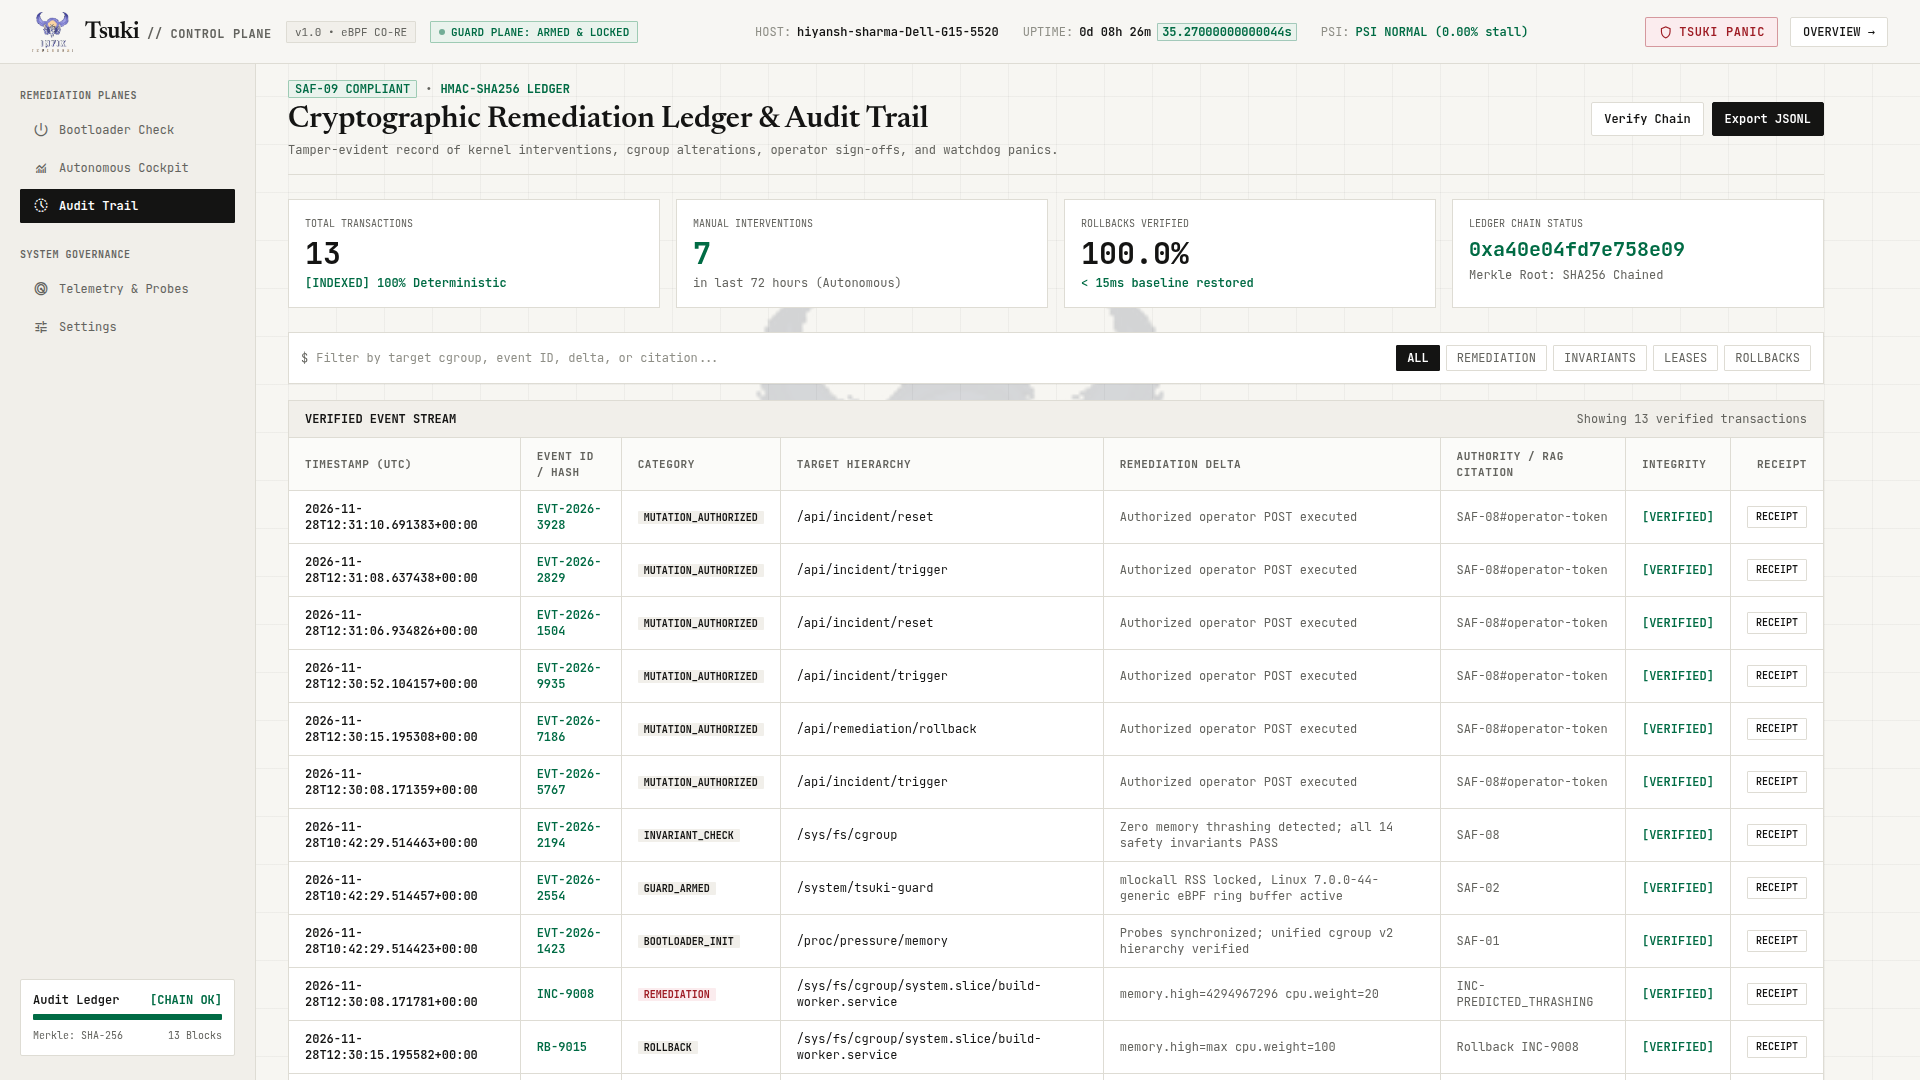 Tsuki // CONTROL PLANE
v1.0 • eBPF CO-RE
GUARD PLANE: ARMED & LOCKED
HOST: hiyansh-sharma-Dell-G15-5520
UPTIME: 0d 08h 26m 35.27000000000044s
PSI: PSI NORMAL (0.00% stall)
TSUKI PANIC
OVERVIEW →
REMEDIATION PLANES
Bootloader Check
Autonomous Cockpit
Audit Trail
SYSTEM GOVERNANCE
Telemetry & Probes
Settings
Audit Ledger [CHAIN OK]
Merkle: SHA-256 13 Blocks
SAF-09 COMPLIANT • HMAC-SHA256 LEDGER
Cryptographic Remediation Ledger & Audit Trail
Tamper-evident record of kernel interventions, cgroup alterations, operator sign-offs, and watchdog panics.
Verify Chain
Export JSONL
TOTAL TRANSACTIONS
13
[INDEXED] 100% Deterministic
MANUAL INTERVENTIONS
7
in last 72 hours (Autonomous)
ROLLBACKS VERIFIED
100.0%
< 15ms baseline restored
LEDGER CHAIN STATUS
0xa40e04fd7e758e09
Merkle Root: SHA256 Chained
$ Filter by target cgroup, event ID, delta, or citation...
ALL REMEDIATION INVARIANTS LEASES ROLLBACKS
VERIFIED EVENT STREAM
Showing 13 verified transactions
TIMESTAMP (UTC)
EVENT ID
/ HASH
CATEGORY
TARGET HIERARCHY
REMEDIATION DELTA
AUTHORITY / RAG
CITATION
INTEGRITY
RECEIPT
2026-11-
28T12:31:10.691383+00:00
EVT-2026-
3928
MUTATION_AUTHORIZED
/api/incident/reset
Authorized operator POST executed
SAF-08#operator-token
[VERIFIED]
RECEIPT
2026-11-
28T12:31:08.637438+00:00
EVT-2026-
2829
MUTATION_AUTHORIZED
/api/incident/trigger
Authorized operator POST executed
SAF-08#operator-token
[VERIFIED]
RECEIPT
2026-11-
28T12:31:06.934826+00:00
EVT-2026-
1504
MUTATION_AUTHORIZED
/api/incident/reset
Authorized operator POST executed
SAF-08#operator-token
[VERIFIED]
RECEIPT
2026-11-
28T12:30:52.104157+00:00
EVT-2026-
9935
MUTATION_AUTHORIZED
/api/incident/trigger
Authorized operator POST executed
SAF-08#operator-token
[VERIFIED]
RECEIPT
2026-11-
28T12:30:15.195308+00:00
EVT-2026-
7186
MUTATION_AUTHORIZED
/api/remediation/rollback
Authorized operator POST executed
SAF-08#operator-token
[VERIFIED]
RECEIPT
2026-11-
28T12:30:08.171359+00:00
EVT-2026-
5767
MUTATION_AUTHORIZED
/api/incident/trigger
Authorized operator POST executed
SAF-08#operator-token
[VERIFIED]
RECEIPT
2026-11-
28T10:42:29.514463+00:00
EVT-2026-
2194
INVARIANT_CHECK
/sys/fs/cgroup
Zero memory thrashing detected; all 14
safety invariants PASS
SAF-08
[VERIFIED]
RECEIPT
2026-11-
28T10:42:29.514457+00:00
EVT-2026-
2554
GUARD_ARMED
/system/tsuki-guard
mlockall RSS locked, Linux 7.0.0-44-
generic eBPF ring buffer active
SAF-02
[VERIFIED]
RECEIPT
2026-11-
28T10:42:29.514423+00:00
EVT-2026-
1423
BOOTLOADER_INIT
/proc/pressure/memory
Probes synchronized; unified cgroup v2
hierarchy verified
SAF-01
[VERIFIED]
RECEIPT
2026-11-
28T12:30:08.171781+00:00
INC-9008
REMEDIATION
/sys/fs/cgroup/system.slice/build-
worker.service
memory.high=4294967296 cpu.weight=20
INC-
PREDICTED_THRASHING
[VERIFIED]
RECEIPT
2026-11-
28T12:30:15.195582+00:00
RB-9015
ROLLBACK
/sys/fs/cgroup/system.slice/build-
worker.service
memory.high=max cpu.weight=100
Rollback INC-9008
[VERIFIED]
RECEIPT